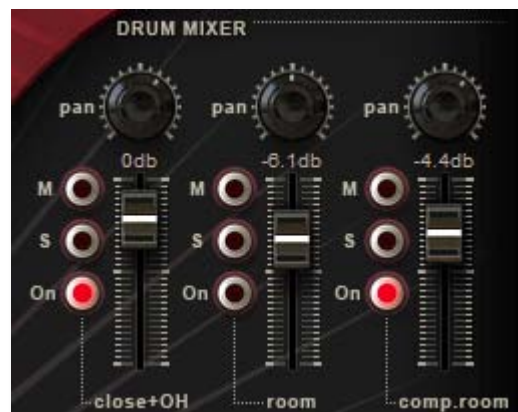 DRUM MIXER
pan pan pan
0db -6.1db -4.4db
M M M
S S S
On On On
close+OH room comp.room